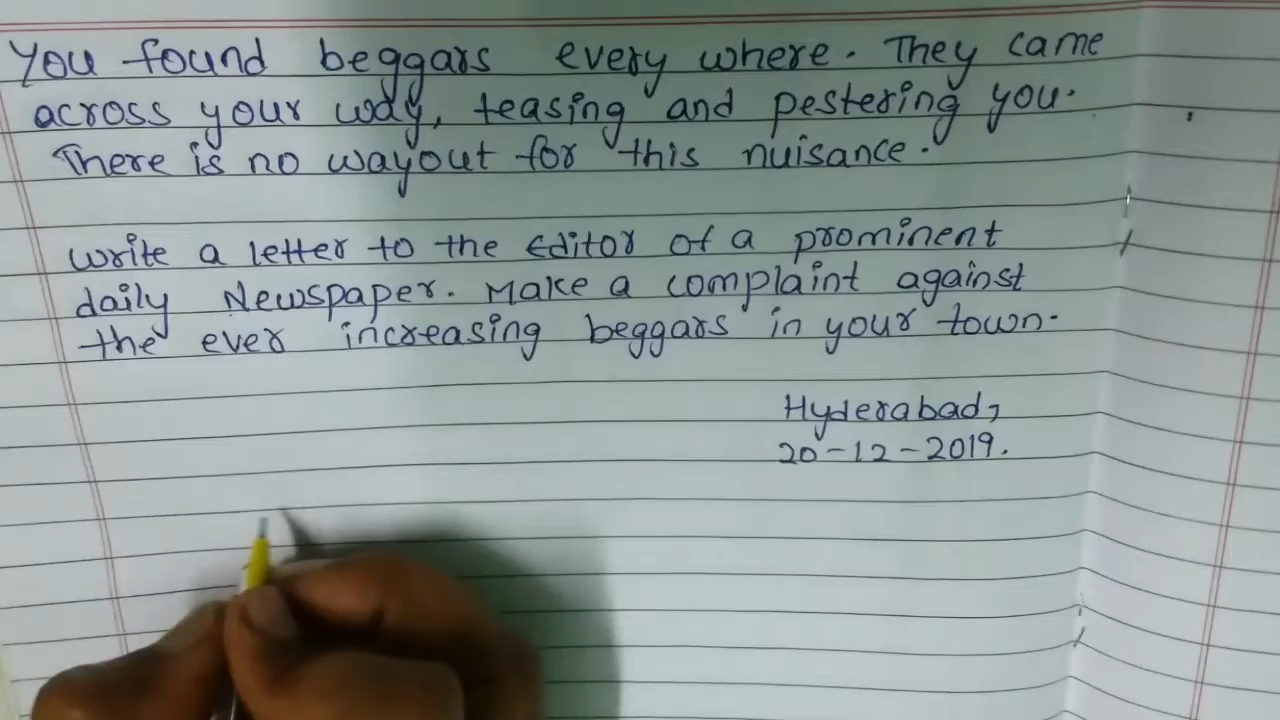 You found beggars every where. They came
across your way, teasing and pestering you.
There is no wayout for this nuisance.
Write a letter to the Editor of a prominent
daily Newspaper. Make a complaint against
the ever increasing beggars in your town.
Hyderabad,
20-12-2019.